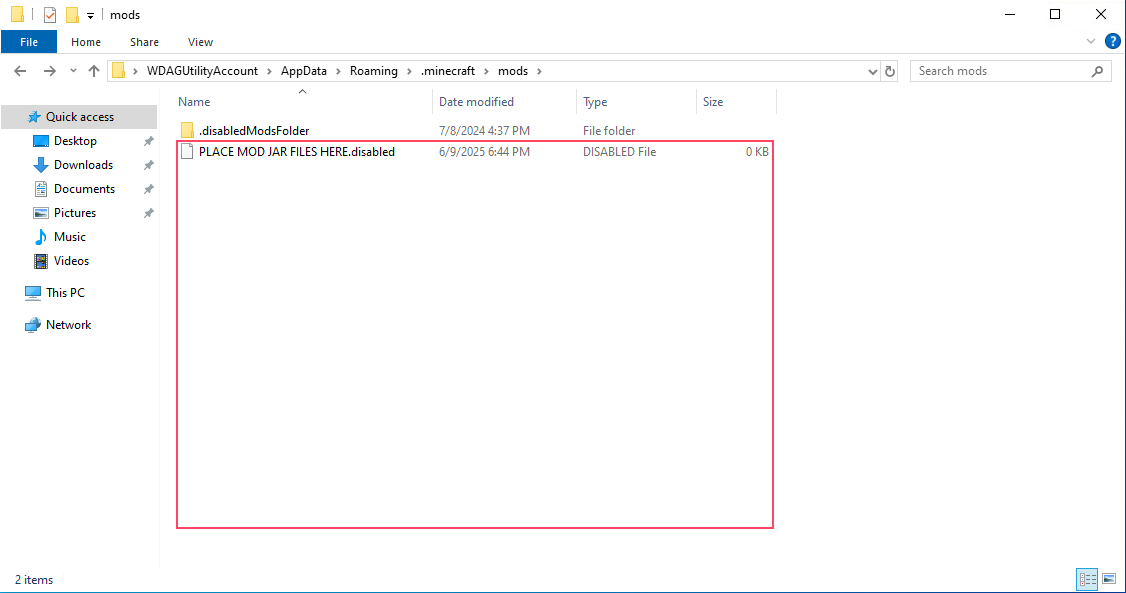 mods
File Home Share View
WDAGUtilityAccount AppData Roaming .minecraft mods Search mods
Name Date modified Type Size
Quick access
.disabledModsFolder 7/8/2024 4:37 PM File folder
Desktop
PLACE MOD JAR FILES HERE.disabled 6/9/2025 6:44 PM DISABLED File 0 KB
Downloads
Documents
Pictures
Music
Videos
This PC
Network
2 items